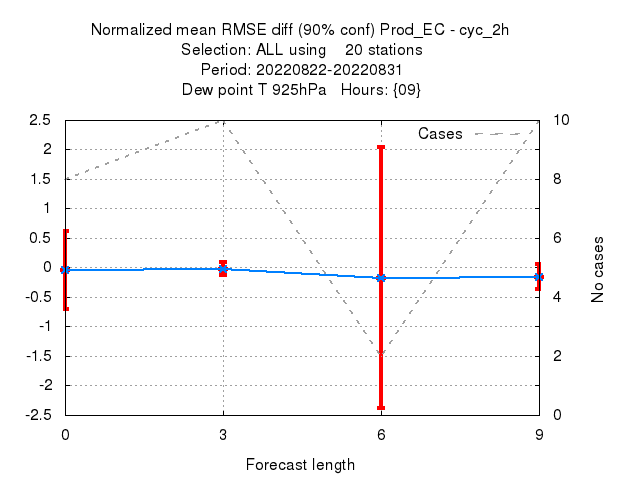 Normalized mean RMSE diff (90% conf) Prod_EC - cyc_2h
Selection: ALL using 20 stations
Period: 20220822-20220831
Dew point T 925hPa Hours: {09}
Cases
2.5
2
1.5
1
0.5
0
-0.5
-1
-1.5
-2
-2.5
10
8
6
4
2
0
No cases
0 3 6 9
Forecast length